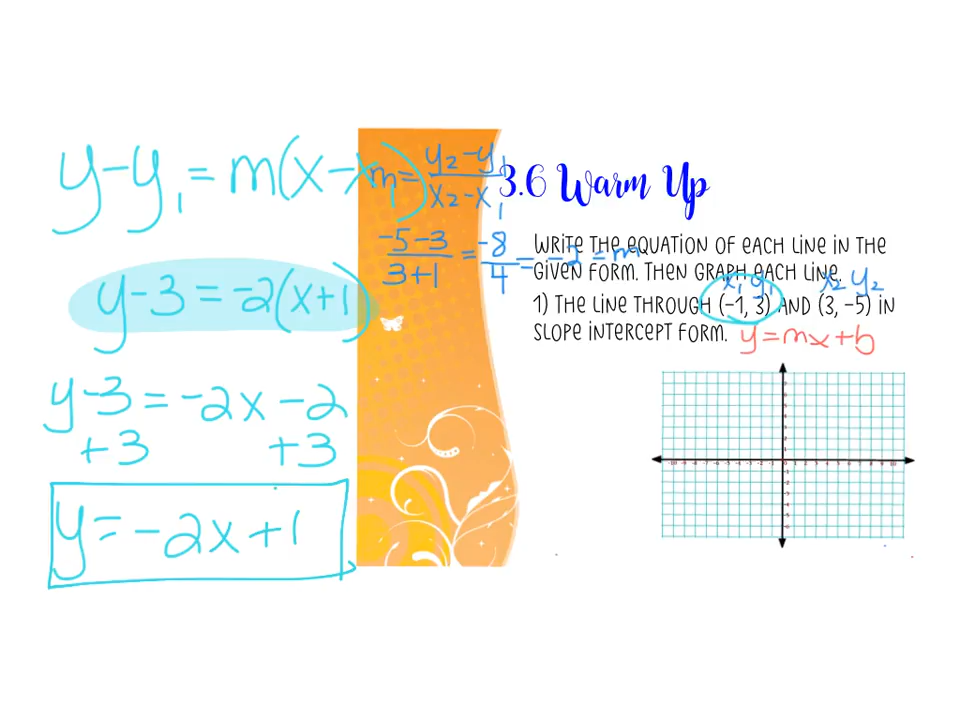 y-y₁ = m(x-x₁)
y-3 = -2(x+1)
y-3 = -2x -2
+3 +3
y = -2x+1
m = y₂-y₁/x₂-x₁
-5-3/3+1 = -8/4 = -2 = m
3.6 Warm Up
Write the equation of each line in the
given form. Then graph each line.
x₁ y₁ x₂ y₂
1) The line through (-1, 3) and (3, -5) in
slope intercept form. y=mx+b